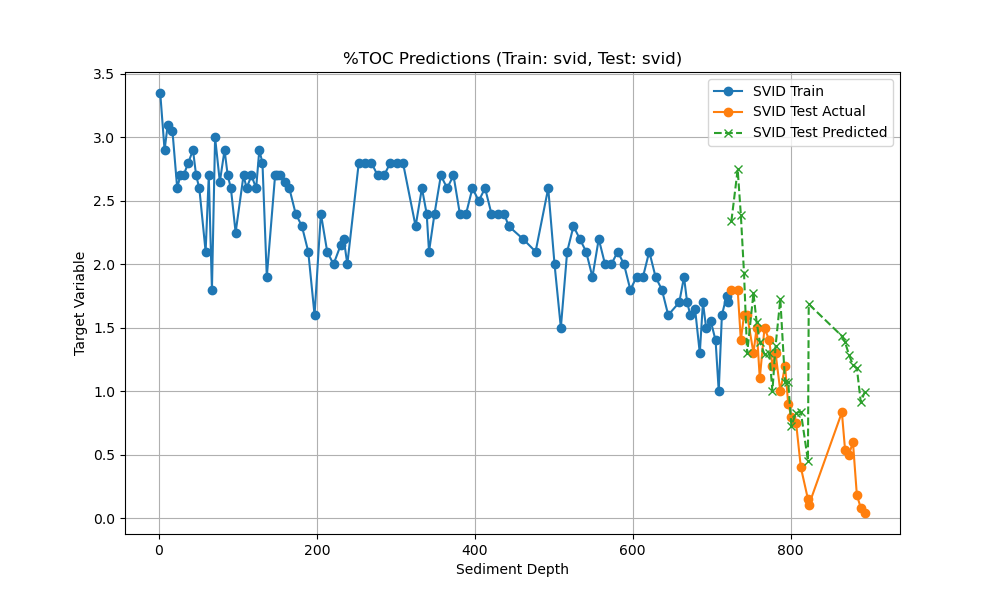 %TOC Predictions (Train: svid, Test: svid)
SVID Train
SVID Test Actual
SVID Test Predicted
Target Variable
3.5
3.0
2.5
2.0
1.5
1.0
0.5
0.0
0 200 400 600 800
Sediment Depth